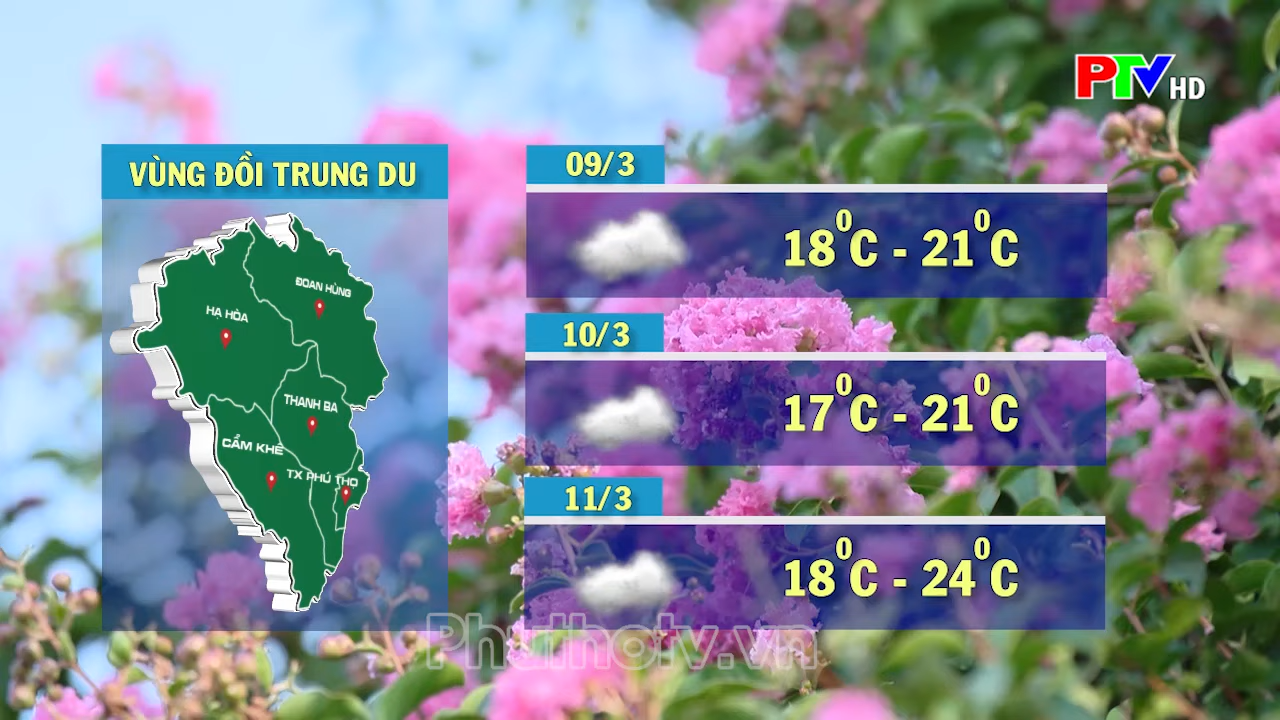 PTV HD
VÙNG ĐỒI TRUNG DU
ĐOAN HÙNG
HẠ HÒA
THANH BA
CẨM KHÊ
TX PHÚ THỌ
09/3
18⁰C - 21⁰C
10/3
17⁰C - 21⁰C
11/3
18⁰C - 24⁰C
Phuthotv.vn